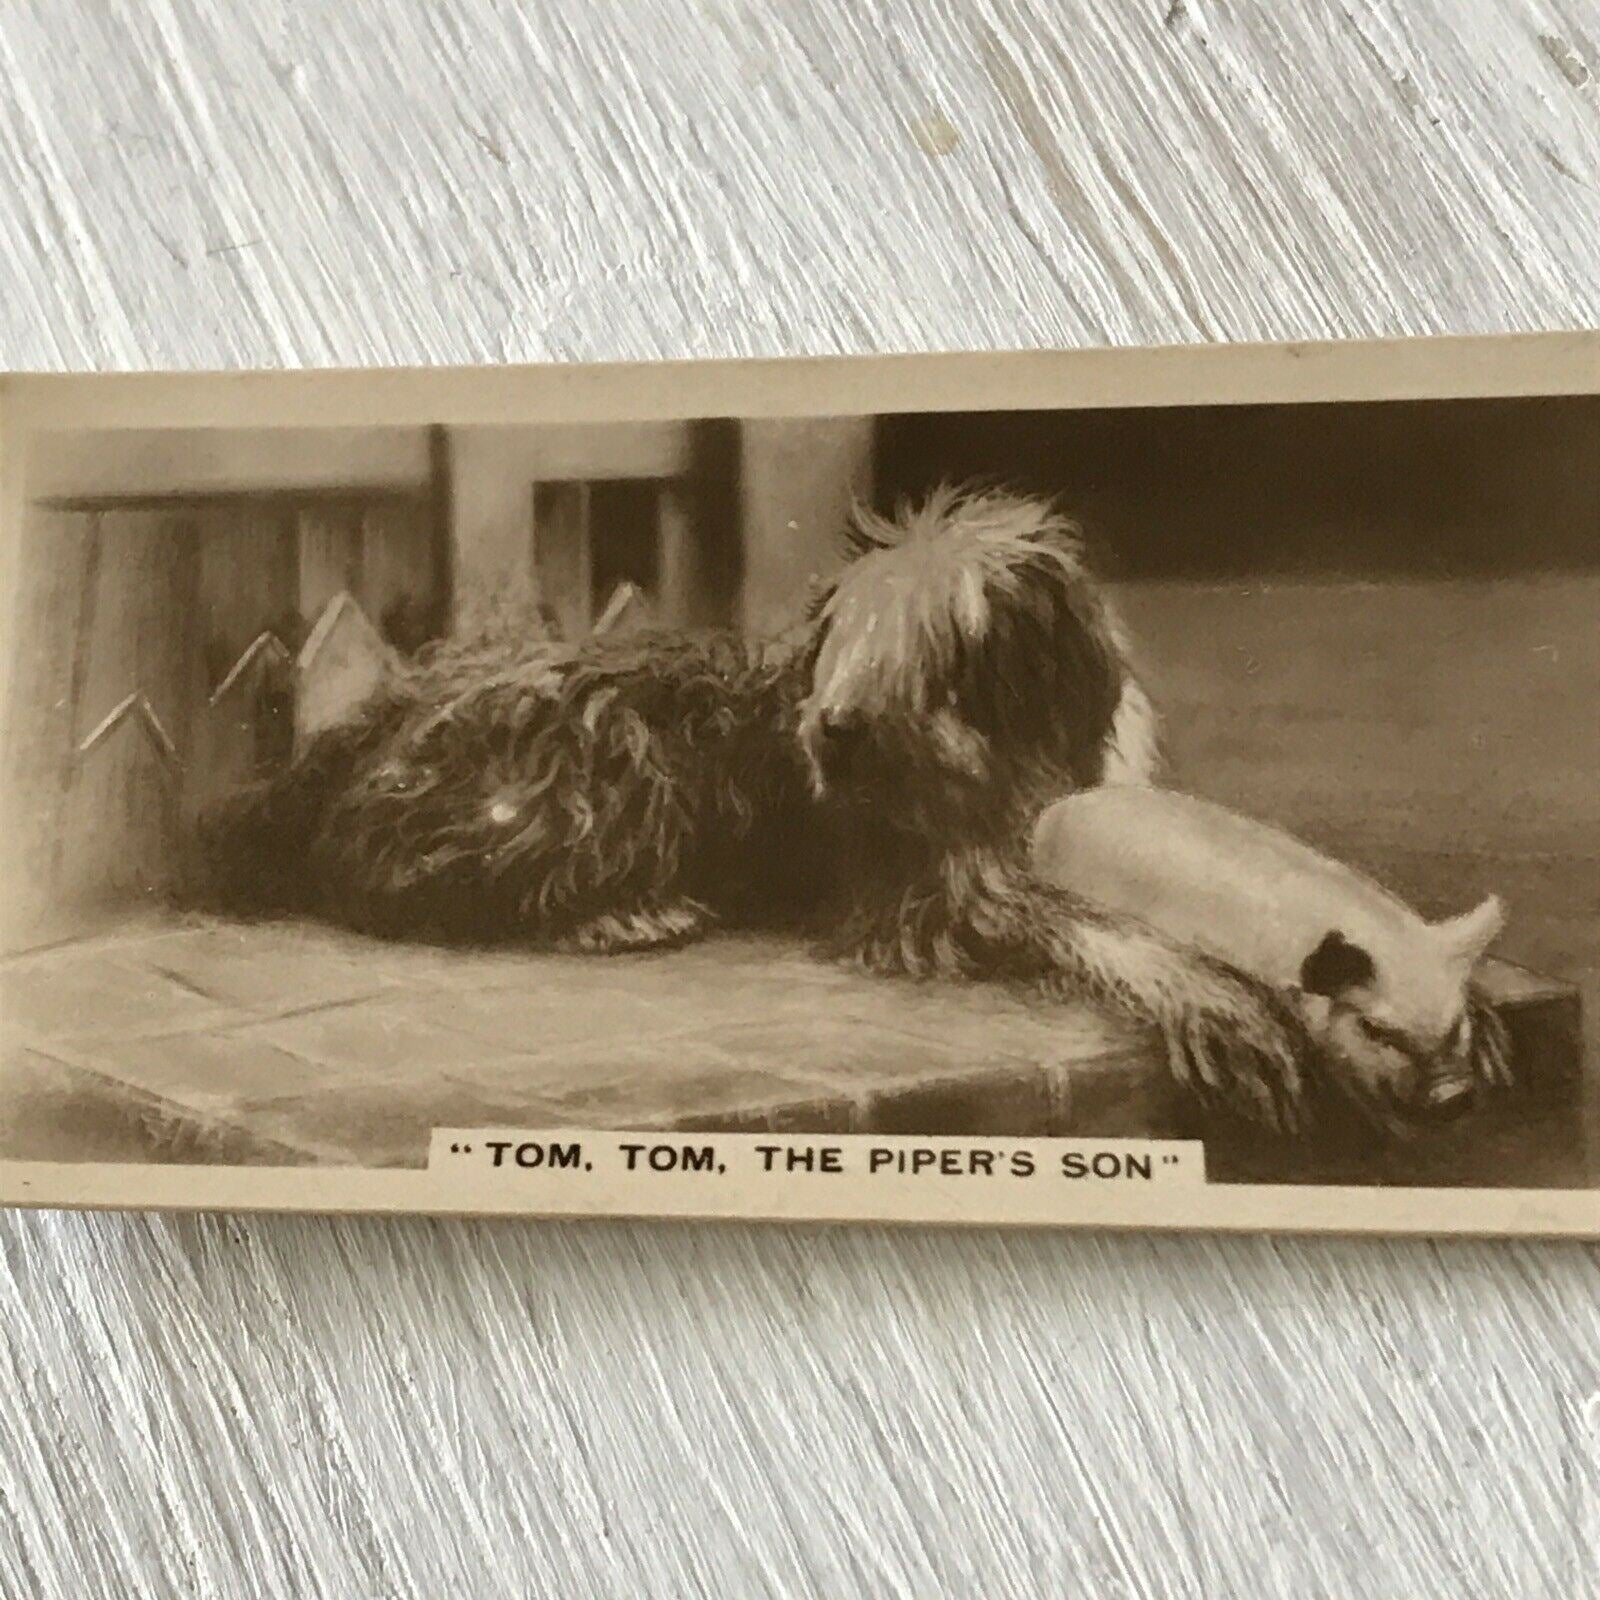 "TOM, TOM, THE PIPER'S SON"